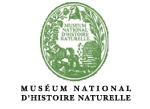 MUSEUM
NATIONAL
D'HISTOIRE NATURELLE
MUSÉUM NATIONAL
D'HISTOIRE NATURELLE